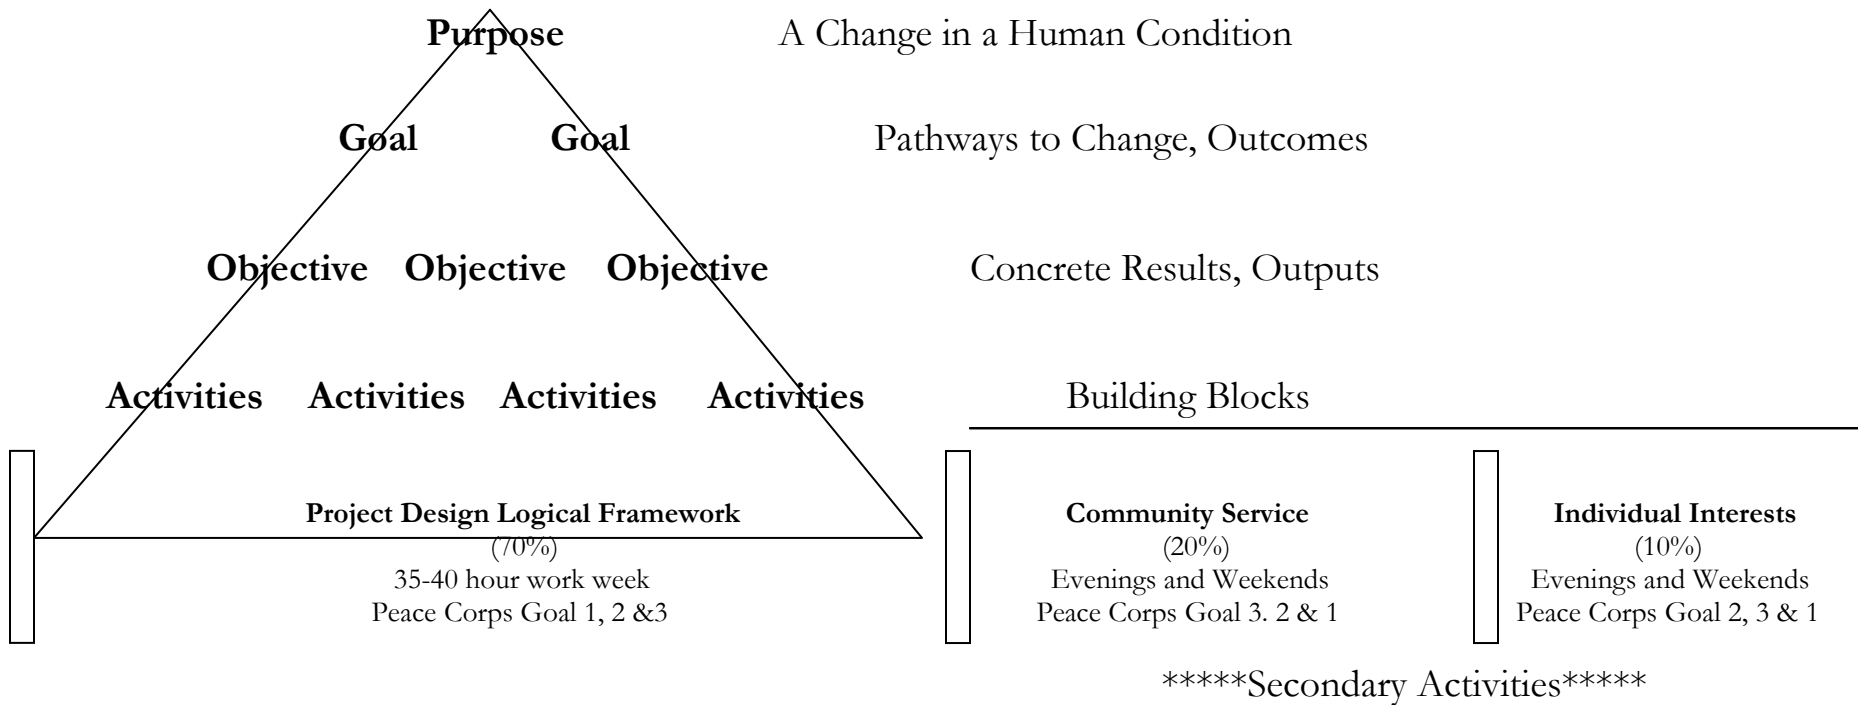 Purpose A Change in a Human Condition
Goal Goal Pathways to Change, Outcomes
Objective Objective Objective Concrete Results, Outputs
Activities Activities Activities Activities Building Blocks
Project Design Logical Framework
(70%)
35-40 hour work week
Peace Corps Goal 1, 2 &3
Community Service
(20%)
Evenings and Weekends
Peace Corps Goal 3. 2 & 1
Individual Interests
(10%)
Evenings and Weekends
Peace Corps Goal 2, 3 & 1
*****Secondary Activities*****